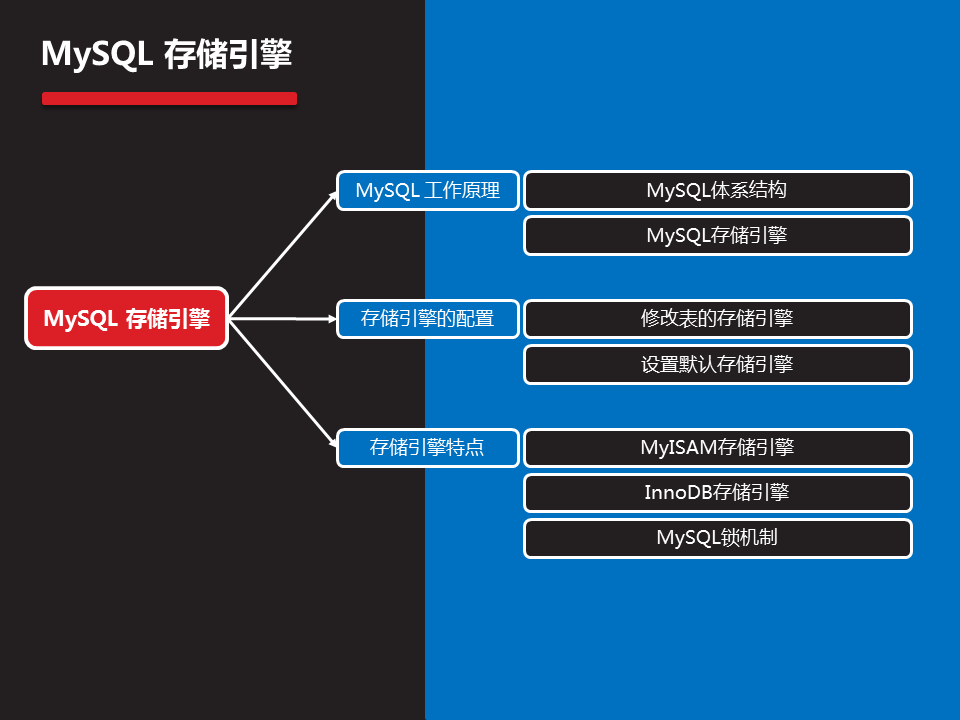 MySQL 存储引擎
MySQL 存储引擎
MySQL 工作原理
MySQL体系结构
MySQL存储引擎
存储引擎的配置
修改表的存储引擎
设置默认存储引擎
存储引擎特点
MyISAM存储引擎
InnoDB存储引擎
MySQL锁机制